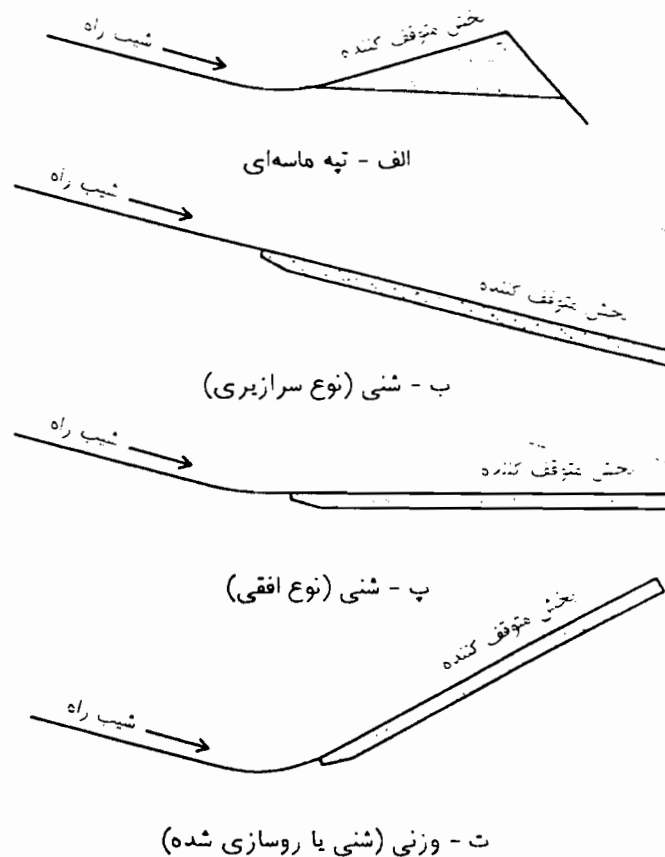 شیب راه
بخش متوقف کننده
الف - تپه ماسه‌ای
شیب راه
بخش متوقف کننده
ب - شنی (نوع سرازیری)
شیب راه
بخش متوقف کننده
پ - شنی (نوع افقی)
بخش متوقف کننده
شیب راه
ت - وزنی (شنی یا روسازی شده)